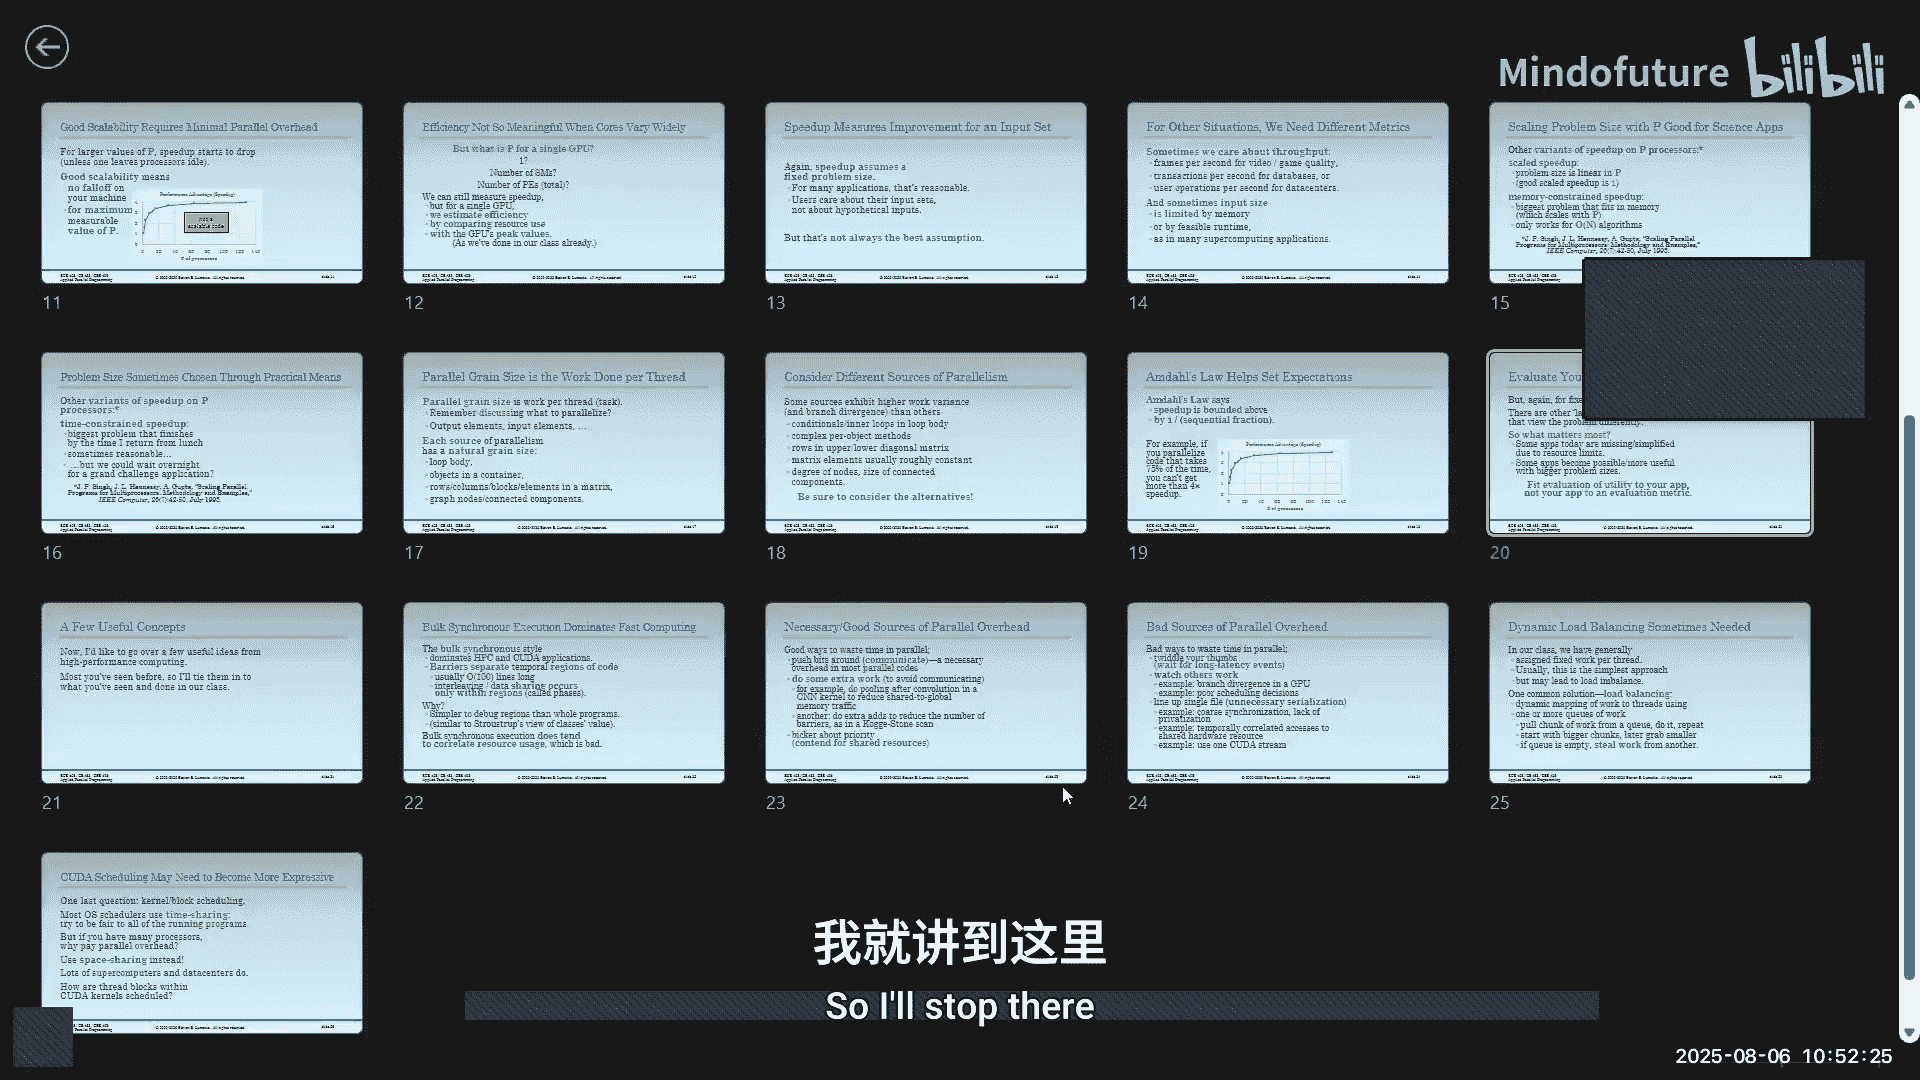 Mindofuture bilibili
Good Scalability Requires Minimal Parallel Overhead
For larger values of P, speedup starts to drop
(unless one leaves processors idle).
Good scalability means
no falloff on
your machine
·for maximum
measurable
value of P.
Performance Advantage (Speedup)
not a
scalable code
# of processors
11
Efficiency Not So Meaningful When Cores Vary Widely
But what is P for a single GPU?
1?
Number of SMs?
Number of PEs (total)?
We can still measure speedup,
·but for a single GPU,
·we estimate efficiency
·by comparing resource use
·with the GPU's peak values.
(As we've done in our class already.)
12
Speedup Measures Improvement for an Input Set
Again, speedup assumes a
fixed problem size.
·For many applications, that's reasonable.
·Users care about their input sets,
not about hypothetical inputs.
But that's not always the best assumption.
13
For Other Situations, We Need Different Metrics
Sometimes we care about throughput:
·frames per second for video / game quality,
·transactions per second for databases, or
·user operations per second for datacenters.
And sometimes input size
·is limited by memory
·or by feasible runtime,
·as in many supercomputing applications.
14
Scaling Problem Size with P Good for Science Apps
Other variants of speedup on P processors:*
scaled speedup:
·problem size is linear in P
·(good scaled speedup is 1)
memory-constrained speedup:
·biggest problem that fits in memory
(which scales with P)
·only works for O(N) algorithms
*J. P. Singh, J. L. Hennessy, A. Gupta, "Scaling Parallel
Programs for Multiprocessors: Methodology and Examples,"
IEEE Computer, 26(7):42-50, July 1993.
15
Problem Size Sometimes Chosen Through Practical Means
Other variants of speedup on P
processors:*
time-constrained speedup:
·biggest problem that finishes
by the time I return from lunch
·sometimes reasonable...
·...but we could wait overnight
for a grand challenge application?
*J. P. Singh, J. L. Hennessy, A. Gupta, "Scaling Parallel
Programs for Multiprocessors: Methodology and Examples,"
IEEE Computer, 26(7):42-50, July 1993.
16
Parallel Grain Size is the Work Done per Thread
Parallel grain size is work per thread (task).
·Remember discussing what to parallelize?
·Output elements, input elements, ...
Each source of parallelism
has a natural grain size:
·loop body,
·objects in a container,
·rows/columns/blocks/elements in a matrix,
·graph nodes/connected components.
17
Consider Different Sources of Parallelism
Some sources exhibit higher work variance
(and branch divergence) than others
·conditionals/inner loops in loop body
·complex per-object methods
·rows in upper/lower diagonal matrix
·matrix elements usually roughly constant
·degree of nodes, size of connected
components.
Be sure to consider the alternatives!
18
Amdahl's Law Helps Set Expectations
Amdahl's Law says
·speedup is bounded above
·by 1 / (sequential fraction).
For example, if
you parallelize
code that takes
75% of the time,
you can't get
more than 4×
speedup.
Performance Advantage (Speedup)
# of processors
19
Evaluate You
But, again, for fixe
There are other 'la
that view the problem differently.
So what matters most?
·Some apps today are missing/simplified
due to resource limits.
·Some apps become possible/more useful
with bigger problem sizes.
Fit evaluation of utility to your app,
not your app to an evaluation metric.
20
A Few Useful Concepts
Now, I'd like to go over a few useful ideas from
high-performance computing.
Most you've seen before, so I'll tie them in to
what you've seen and done in our class.
21
Bulk Synchronous Execution Dominates Fast Computing
The bulk synchronous style
·dominates HPC and CUDA applications.
·Barriers separate temporal regions of code
·usually O(100) lines long
·interleaving / data sharing occurs
only within regions (called phases).
Why?
·Simpler to debug regions than whole programs.
·(similar to Stroustrup's view of classes' value).
Bulk synchronous execution does tend
to correlate resource usage, which is bad.
22
Necessary/Good Sources of Parallel Overhead
Good ways to waste time in parallel;
·push bits around (communicate)—a necessary
overhead in most parallel codes
·do some extra work (to avoid communicating)
·for example, do pooling after convolution in a
CNN kernel to reduce shared-to-global
memory traffic
·another: do extra adds to reduce the number of
barriers, as in a Kogge-Stone scan
·bicker about priority
(contend for shared resources)
23
Bad Sources of Parallel Overhead
Bad ways to waste time in parallel;
·twiddle your thumbs
(wait for long-latency events)
·watch others work
·example: branch divergence in a GPU
·example: poor scheduling decisions
·line up single file (unnecessary serialization)
·example: coarse synchronization, lack of
privatization
·example: temporally correlated accesses to
shared hardware resource
·example: use one CUDA stream
24
Dynamic Load Balancing Sometimes Needed
In our class, we have generally
·assigned fixed work per thread.
·Usually, this is the simplest approach
·but may lead to load imbalance.
One common solution—load balancing:
·dynamic mapping of work to threads using
·one or more queues of work
·pull chunk of work from a queue, do it, repeat
·start with bigger chunks, later grab smaller
·if queue is empty, steal work from another.
25
CUDA Scheduling May Need to Become More Expressive
One last question: kernel/block scheduling.
Most OS schedulers use time-sharing:
try to be fair to all of the running programs.
But if you have many processors,
why pay parallel overhead?
Use space-sharing instead!
Lots of supercomputers and datacenters do.
How are thread blocks within
CUDA kernels scheduled?
我就讲到这里
So I'll stop there
2025-08-06 10:52:25